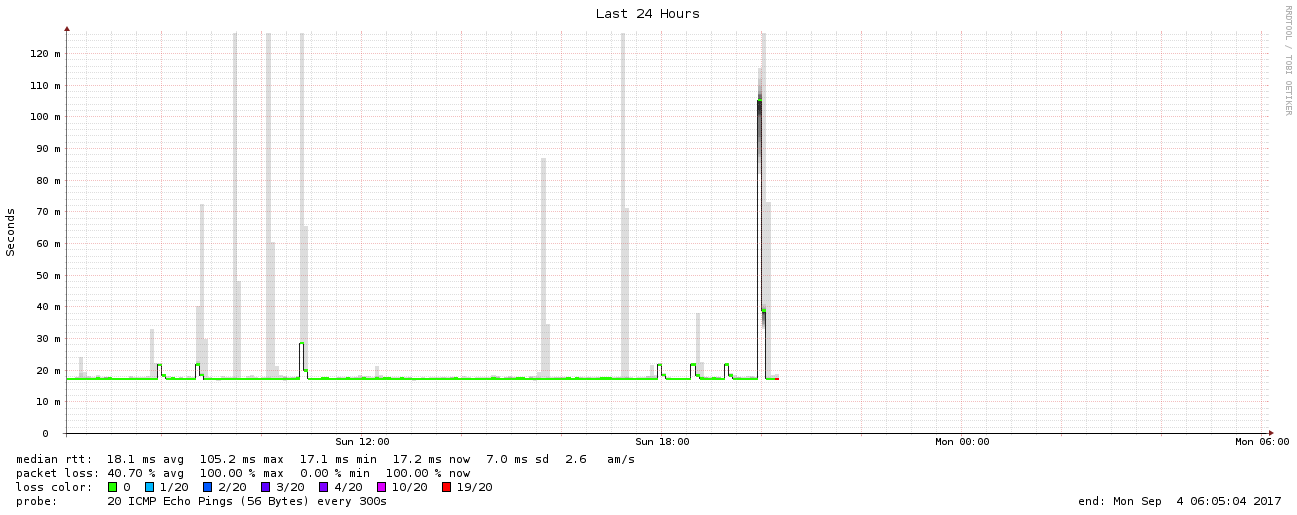 Last 24 Hours
RRDTOOL / TOBI OETIKER
Seconds
120 m
110 m
100 m
90 m
80 m
70 m
60 m
50 m
40 m
30 m
20 m
10 m
0
Sun 12:00 Sun 18:00 Mon 00:00 Mon 06:00
median rtt: 18.1 ms avg 105.2 ms max 17.1 ms min 17.2 ms now 7.0 ms sd 2.6 am/s
packet loss: 40.70 % avg 100.00 % max 0.00 % min 100.00 % now
loss color: 0 1/20 2/20 3/20 4/20 10/20 19/20
probe: 20 ICMP Echo Pings (56 Bytes) every 300s end: Mon Sep 4 06:05:04 2017